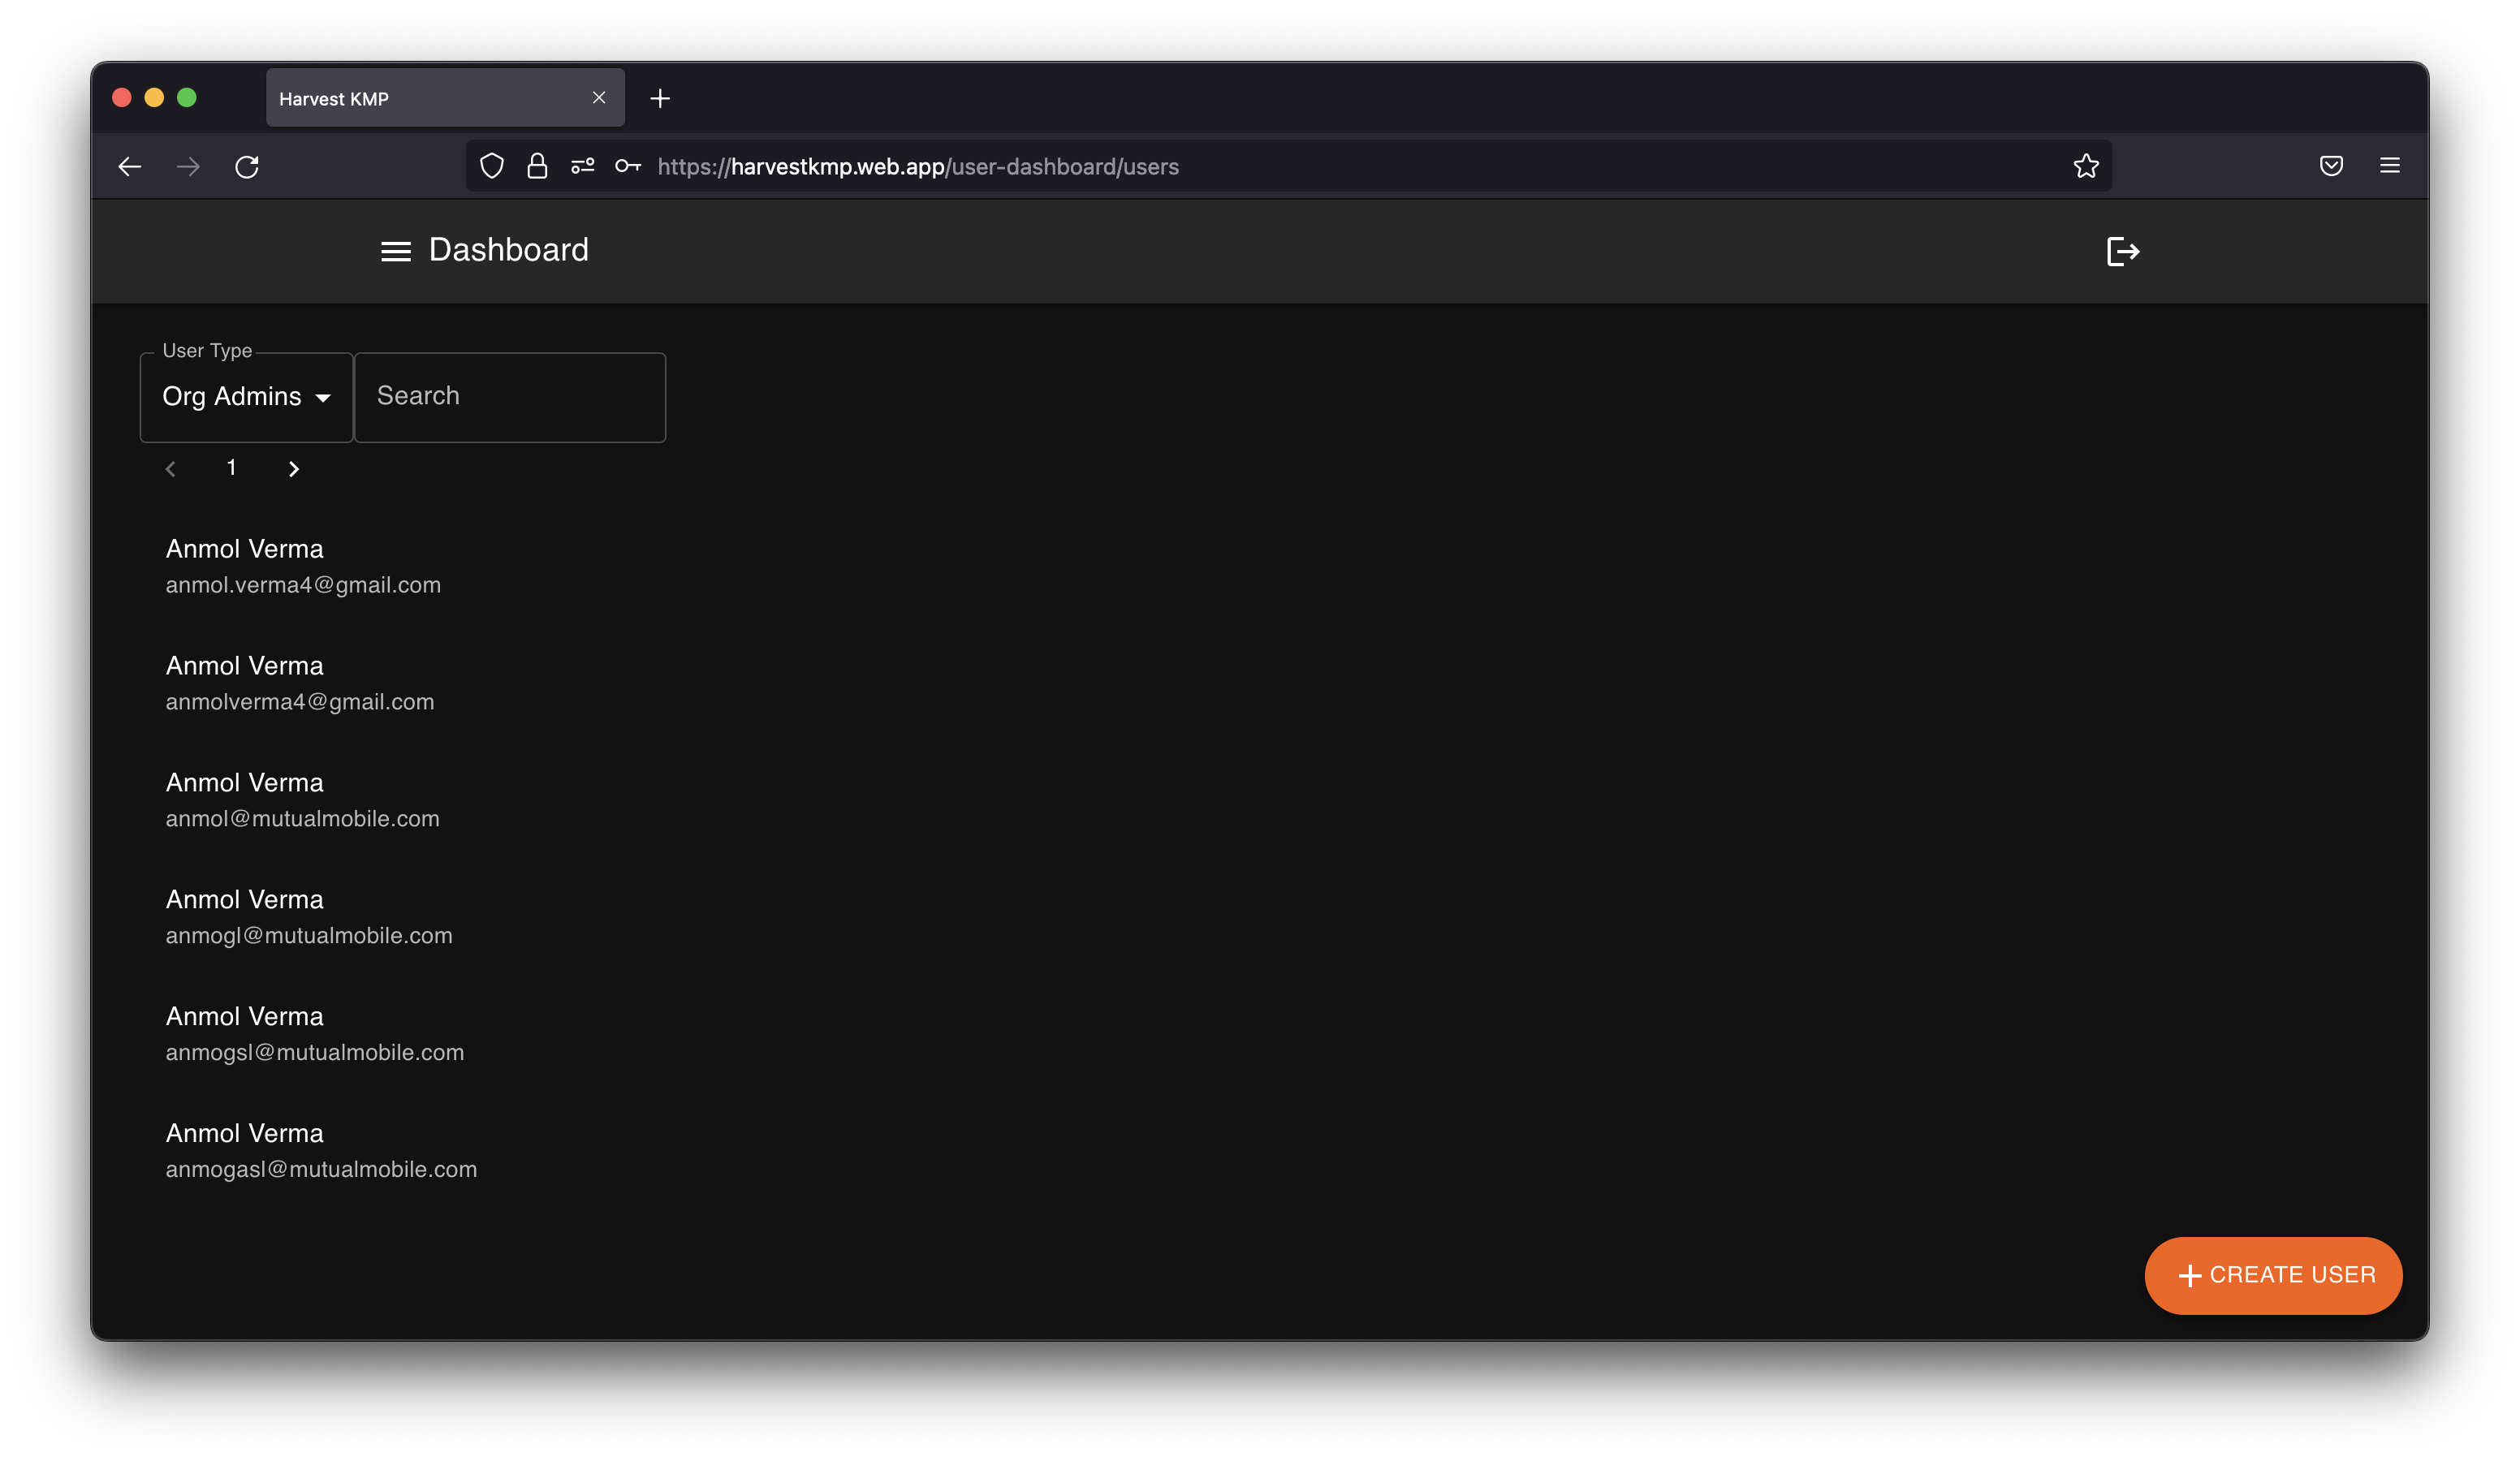 Harvest KMP
https://harvestkmp.web.app/user-dashboard/users
Dashboard
User Type
Org Admins
Search
1
Anmol Verma
anmol.verma4@gmail.com
Anmol Verma
anmolverma4@gmail.com
Anmol Verma
anmol@mutualmobile.com
Anmol Verma
anmogl@mutualmobile.com
Anmol Verma
anmogsl@mutualmobile.com
Anmol Verma
anmogasl@mutualmobile.com
CREATE USER